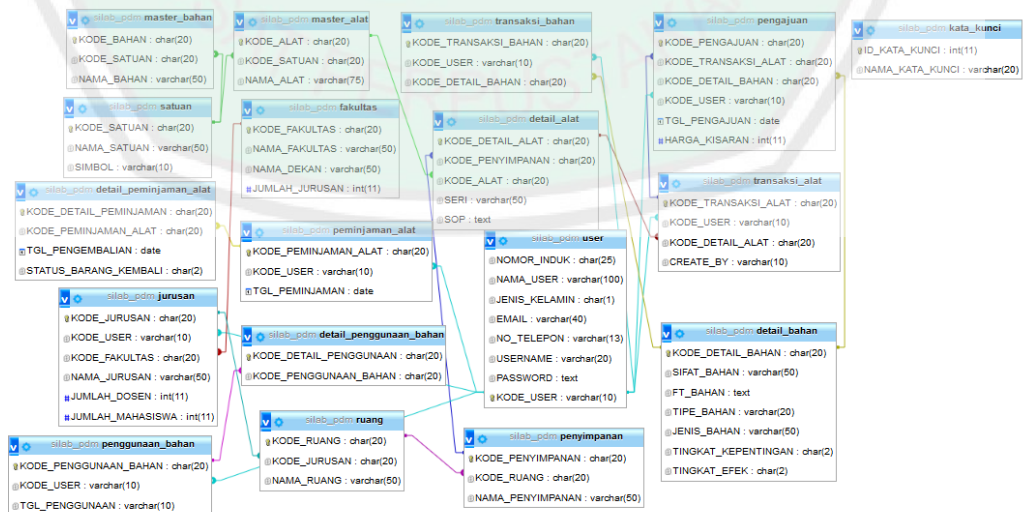 silab_pdm master_bahan
KODE_BAHAN : char(20)
KODE_SATUAN : char(20)
NAMA_BAHAN : varchar(50)
silab_pdm master_alat
KODE_ALAT : char(20)
KODE_SATUAN : char(20)
NAMA_ALAT : varchar(75)
silab_pdm transaksi_bahan
KODE_TRANSAKSI_BAHAN : char(20)
KODE_USER : varchar(10)
KODE_DETAIL_BAHAN : char(20)
silab_pdm pengajuan
KODE_PENGAJUAN : char(20)
KODE_TRANSAKSI_ALAT : char(20)
KODE_DETAIL_BAHAN : char(20)
KODE_USER : varchar(10)
TGL_PENGAJUAN : date
HARGA_KISARAN : int(11)
silab_pdm kata_kunci
ID_KATA_KUNCI : int(11)
NAMA_KATA_KUNCI : varchar(20)
silab_pdm satuan
KODE_SATUAN : char(20)
NAMA_SATUAN : varchar(50)
SIMBOL : varchar(10)
silab_pdm fakultas
KODE_FAKULTAS : char(20)
NAMA_FAKULTAS : varchar(50)
NAMA_DEKAN : varchar(50)
JUMLAH_JURUSAN : int(11)
silab_pdm detail_alat
KODE_DETAIL_ALAT : char(20)
KODE_PENYIMPANAN : char(20)
KODE_ALAT : char(20)
SERI : varchar(50)
SOP : text
silab_pdm transaksi_alat
KODE_TRANSAKSI_ALAT : char(20)
KODE_USER : varchar(10)
KODE_DETAIL_ALAT : char(20)
CREATE_BY : varchar(10)
silab_pdm detail_peminjaman_alat
KODE_DETAIL_PEMINJAMAN : char(20)
KODE_PEMINJAMAN_ALAT : char(20)
TGL_PENGEMBALIAN : date
STATUS_BARANG_KEMBALI : char(2)
silab_pdm peminjaman_alat
KODE_PEMINJAMAN_ALAT : char(20)
KODE_USER : varchar(10)
TGL_PEMINJAMAN : date
silab_pdm user
NOMOR_INDUK : char(25)
NAMA_USER : varchar(100)
JENIS_KELAMIN : char(1)
EMAIL : varchar(40)
NO_TELEPON : varchar(13)
USERNAME : varchar(20)
PASSWORD : text
KODE_USER : varchar(10)
silab_pdm jurusan
KODE_JURUSAN : char(20)
KODE_USER : varchar(10)
KODE_FAKULTAS : char(20)
NAMA_JURUSAN : varchar(50)
JUMLAH_DOSEN : int(11)
JUMLAH_MAHASISWA : int(11)
silab_pdm detail_penggunaan_bahan
KODE_DETAIL_PENGGUNAAN : char(20)
KODE_PENGGUNAAN_BAHAN : char(20)
silab_pdm detail_bahan
KODE_DETAIL_BAHAN : char(20)
SIFAT_BAHAN : varchar(50)
FT_BAHAN : text
TIPE_BAHAN : varchar(20)
JENIS_BAHAN : varchar(50)
TINGKAT_KEPENTINGAN : char(2)
TINGKAT_EFEK : char(2)
silab_pdm ruang
KODE_RUANG : char(20)
KODE_JURUSAN : char(20)
NAMA_RUANG : varchar(50)
silab_pdm penyimpanan
KODE_PENYIMPANAN : char(20)
KODE_RUANG : char(20)
NAMA_PENYIMPANAN : varchar(50)
silab_pdm penggunaan_bahan
KODE_PENGGUNAAN_BAHAN : char(20)
KODE_USER : varchar(10)
TGL_PENGGUNAAN : varchar(10)